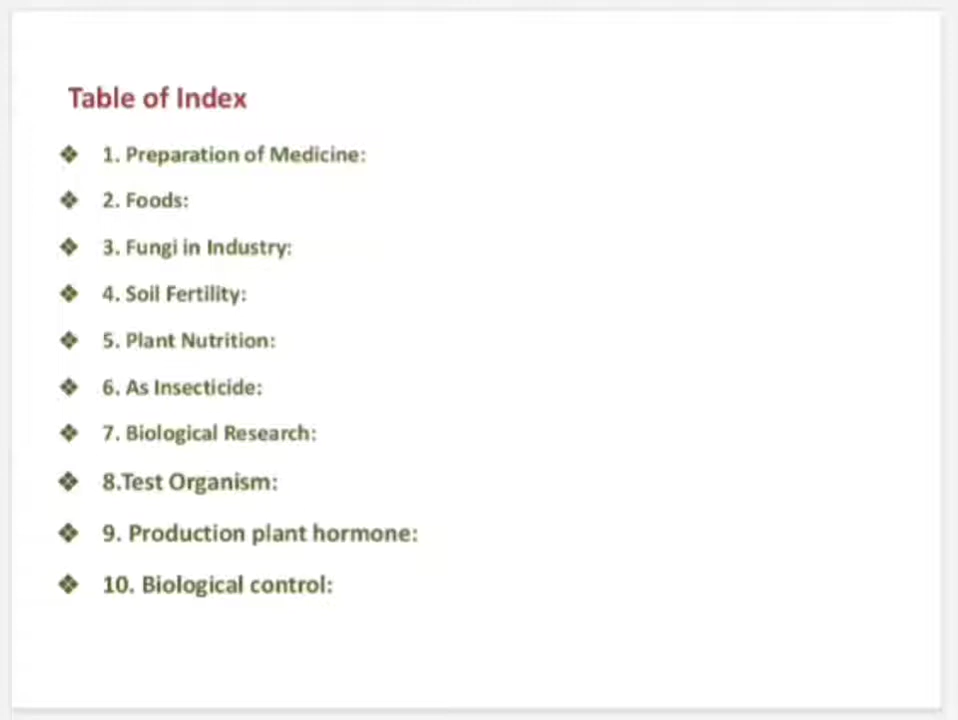 Table of Index
❖ 1. Preparation of Medicine:
❖ 2. Foods:
❖ 3. Fungi in Industry:
❖ 4. Soil Fertility:
❖ 5. Plant Nutrition:
❖ 6. As Insecticide:
❖ 7. Biological Research:
❖ 8.Test Organism:
❖ 9. Production plant hormone:
❖ 10. Biological control: